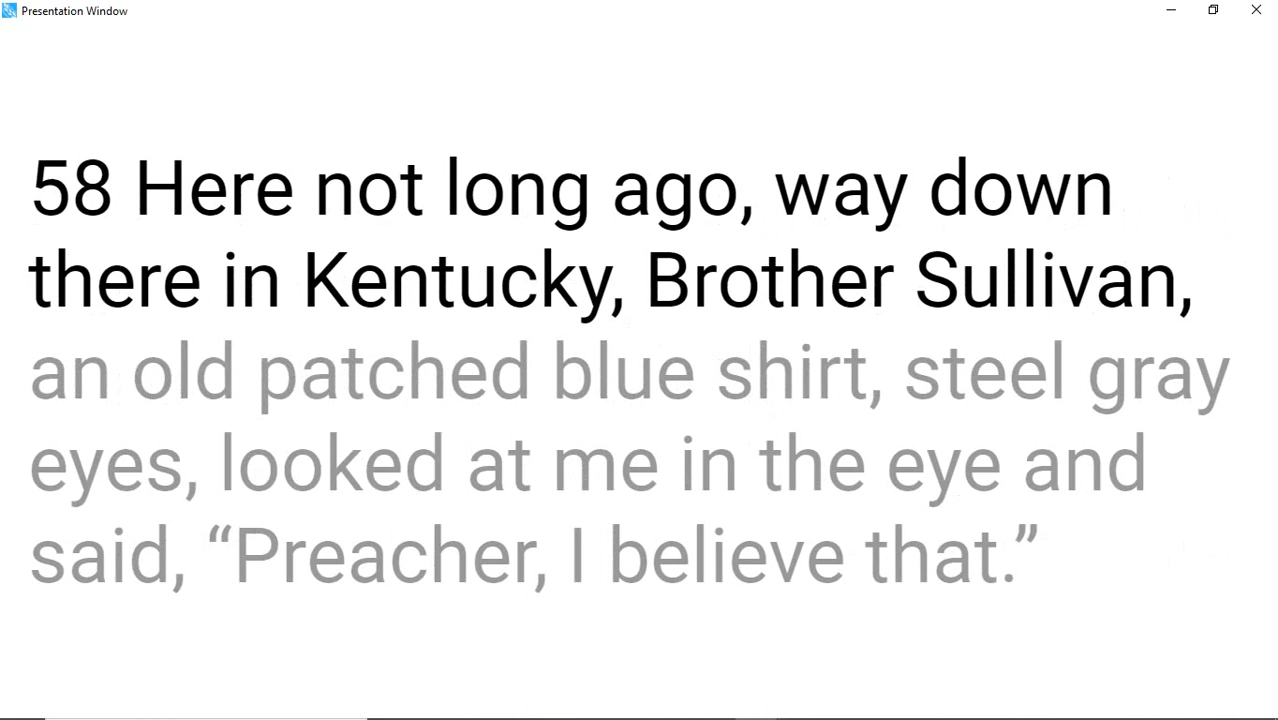 Presentation Window
58 Here not long ago, way down
there in Kentucky, Brother Sullivan,
an old patched blue shirt, steel gray
eyes, looked at me in the eye and
said, “Preacher, I believe that.”